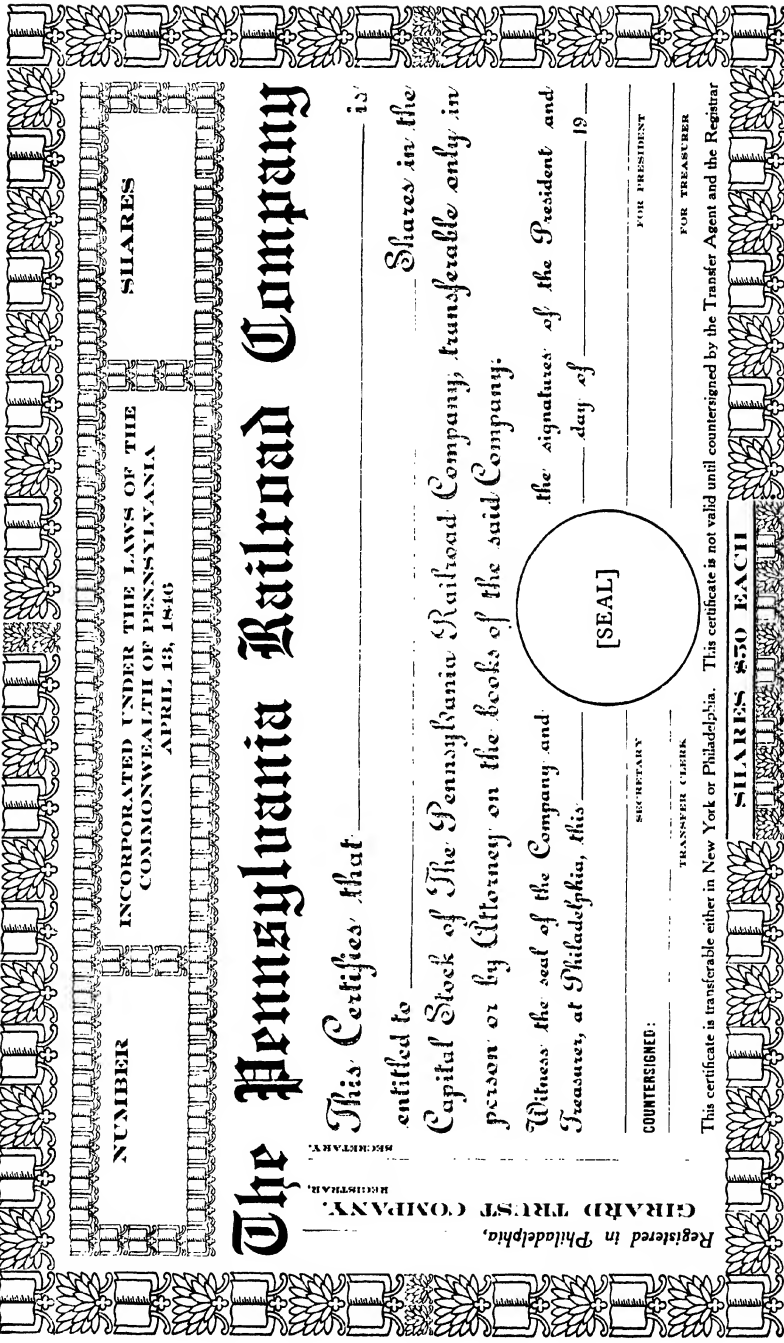 NUMBER
INCORPORATED UNDER THE LAWS OF THE
COMMONWEALTH OF PENNSYLVANIA
APRIL 13, 1846
SHARES
The Pennsylvania Railroad Company
This Certifies that is
entitled to Shares in the
Capital Stock of The Pennsylvania Railroad Company, transferable only in
person or by Attorney on the books of the said Company.
Witness the seal of the Company and the signatures of the President and
Treasurer, at Philadelphia, this day of 19
[SEAL]
SECRETARY FOR PRESIDENT
COUNTERSIGNED:
TRANSFER CLERK FOR TREASURER
This certificate is transferable either in New York or Philadelphia. This certificate is not valid until countersigned by the Transfer Agent and the Registrar
SHARES $50 EACH
Registered in Philadelphia,
GIRARD TRUST COMPANY,
REGISTRAR,
SECRETARY.